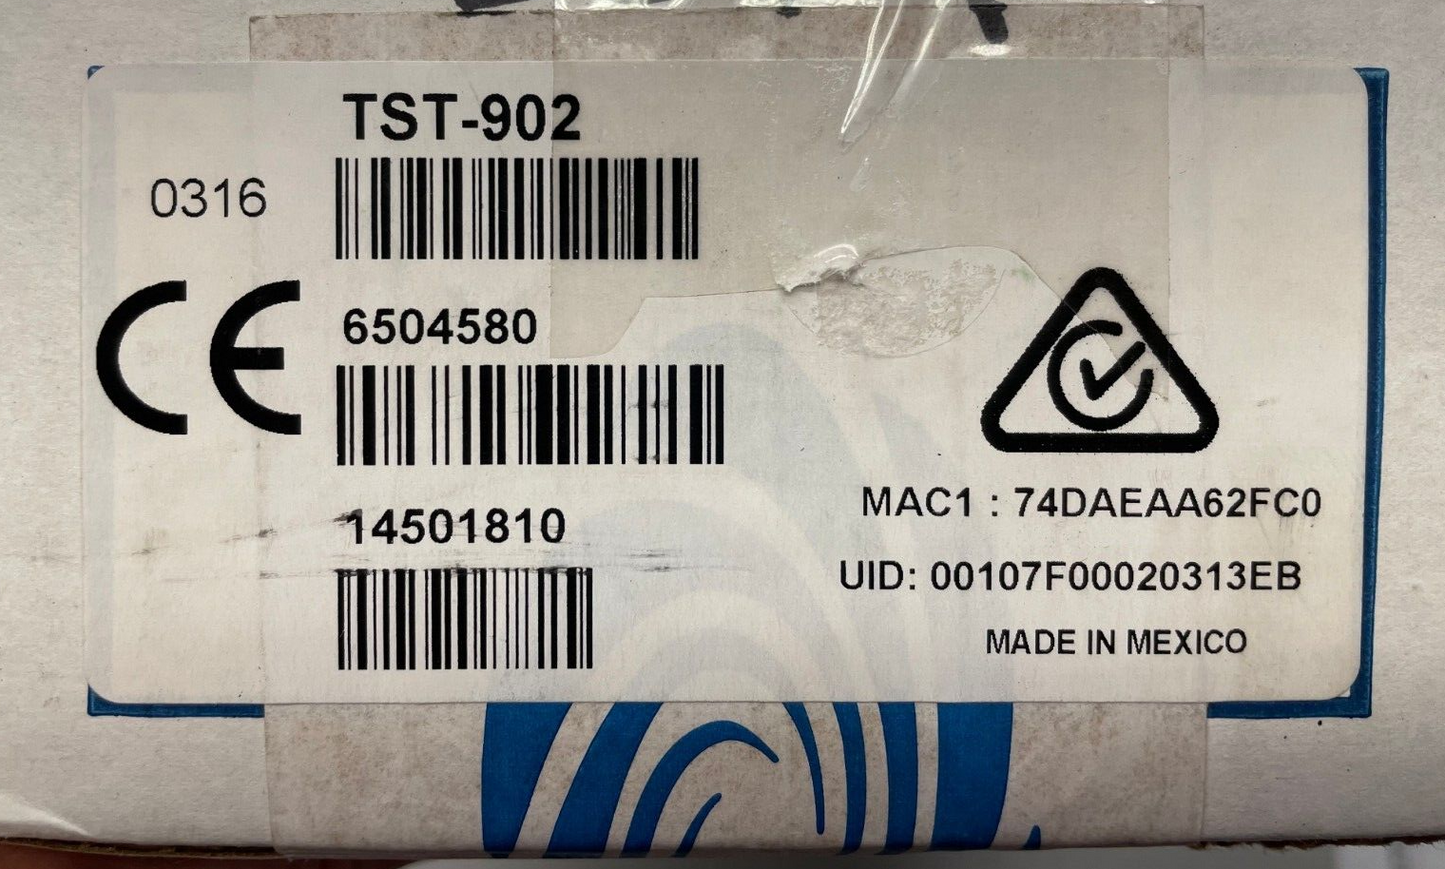 TST-902
0316
6504580
14501810
MAC1 : 74DAEAA62FC0
UID: 00107F00020313EB
MADE IN MEXICO
CE